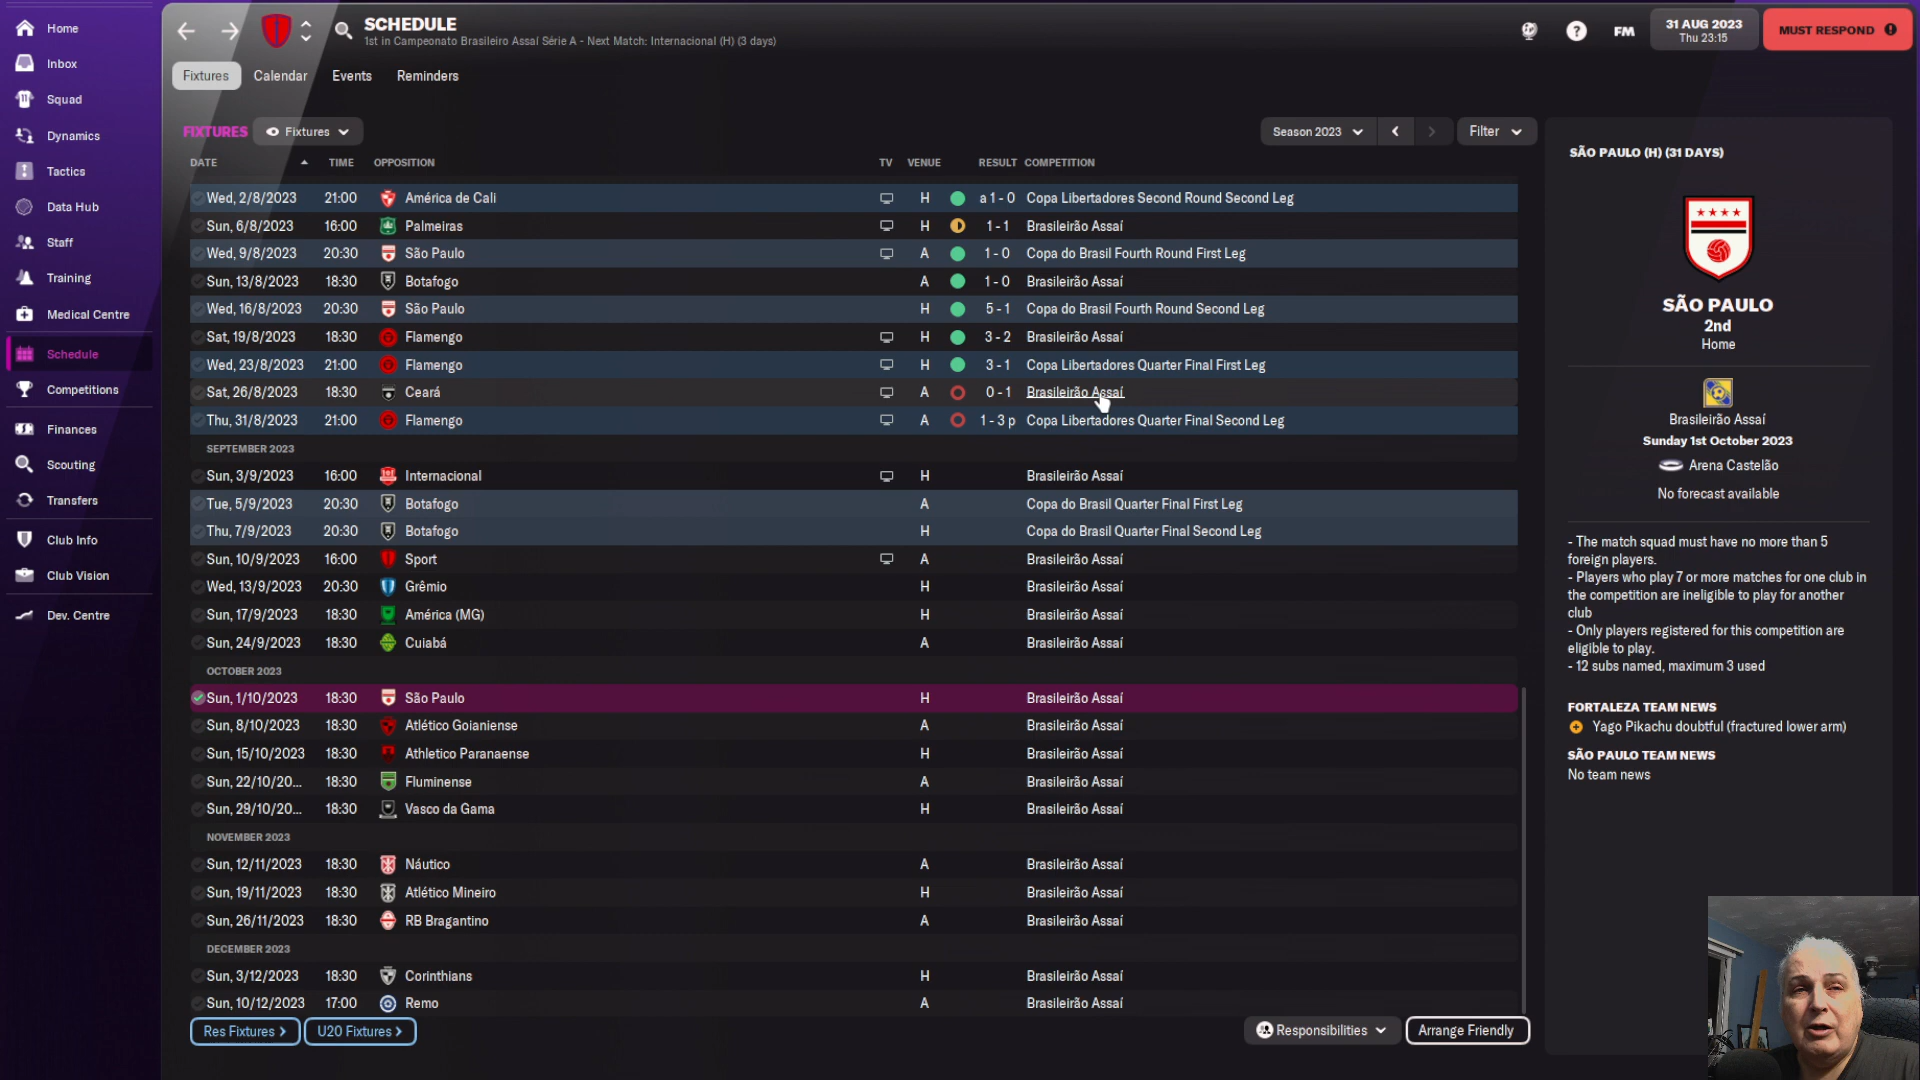 Home
Inbox
Squad
Dynamics
Tactics
Data Hub
Staff
Training
Medical Centre
Schedule
Competitions
Finances
Scouting
Transfers
Club Info
Club Vision
Dev. Centre
SCHEDULE
1st in Campeonato Brasileiro Assaí Série A - Next Match: Internacional (H) (3 days)
? FM
31 AUG 2023
Thu 23:15
MUST RESPOND
Fixtures Calendar Events Reminders
FIXTURES Fixtures Season 2023 Filter
DATE TIME OPPOSITION TV VENUE RESULT COMPETITION
Wed, 2/8/2023 21:00 América de Cali H a 1 - 0 Copa Libertadores Second Round Second Leg
Sun, 6/8/2023 16:00 Palmeiras H 1 - 1 Brasileirão Assaí
Wed, 9/8/2023 20:30 São Paulo A 1 - 0 Copa do Brasil Fourth Round First Leg
Sun, 13/8/2023 18:30 Botafogo A 1 - 0 Brasileirão Assaí
Wed, 16/8/2023 20:30 São Paulo H 5 - 1 Copa do Brasil Fourth Round Second Leg
Sat, 19/8/2023 18:30 Flamengo H 3 - 2 Brasileirão Assaí
Wed, 23/8/2023 21:00 Flamengo H 3 - 1 Copa Libertadores Quarter Final First Leg
Sat, 26/8/2023 18:30 Ceará A 0 - 1 Brasileirão Assaí
Thu, 31/8/2023 21:00 Flamengo A 1 - 3 p Copa Libertadores Quarter Final Second Leg
SEPTEMBER 2023
Sun, 3/9/2023 16:00 Internacional H Brasileirão Assaí
Tue, 5/9/2023 20:30 Botafogo A Copa do Brasil Quarter Final First Leg
Thu, 7/9/2023 20:30 Botafogo H Copa do Brasil Quarter Final Second Leg
Sun, 10/9/2023 16:00 Sport A Brasileirão Assaí
Wed, 13/9/2023 20:30 Grêmio H Brasileirão Assaí
Sun, 17/9/2023 18:30 América (MG) H Brasileirão Assaí
Sun, 24/9/2023 18:30 Cuiabá A Brasileirão Assaí
OCTOBER 2023
Sun, 1/10/2023 18:30 São Paulo H Brasileirão Assaí
Sun, 8/10/2023 18:30 Atlético Goianiense A Brasileirão Assaí
Sun, 15/10/2023 18:30 Athletico Paranaense H Brasileirão Assaí
Sun, 22/10/20... 18:30 Fluminense A Brasileirão Assaí
Sun, 29/10/20... 18:30 Vasco da Gama H Brasileirão Assaí
NOVEMBER 2023
Sun, 12/11/2023 18:30 Náutico A Brasileirão Assaí
Sun, 19/11/2023 18:30 Atlético Mineiro H Brasileirão Assaí
Sun, 26/11/2023 18:30 RB Bragantino A Brasileirão Assaí
DECEMBER 2023
Sun, 3/12/2023 18:30 Corinthians H Brasileirão Assaí
Sun, 10/12/2023 17:00 Remo A Brasileirão Assaí
Res Fixtures > U20 Fixtures > Responsibilities Arrange Friendly
SÃO PAULO (H) (31 DAYS)
SÃO PAULO
2nd
Home
Brasileirão Assaí
Sunday 1st October 2023
Arena Castelão
No forecast available
- The match squad must have no more than 5
foreign players.
- Players who play 7 or more matches for one club in
the competition are ineligible to play for another
club
- Only players registered for this competition are
eligible to play.
- 12 subs named, maximum 3 used
FORTALEZA TEAM NEWS
Yago Pikachu doubtful (fractured lower arm)
SÃO PAULO TEAM NEWS
No team news